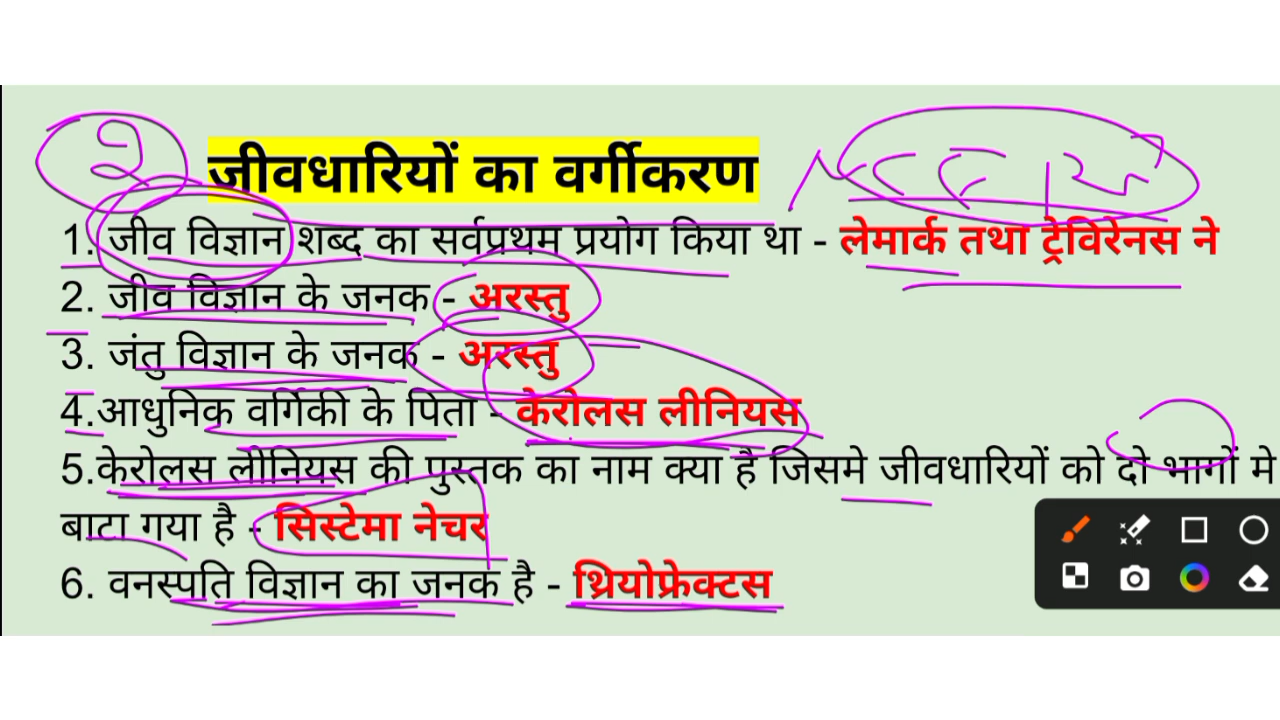 2
जीवधारियों का वर्गीकरण
1. जीव विज्ञान शब्द का सर्वप्रथम प्रयोग किया था - लेमार्क तथा ट्रेविरेनस ने
2. जीव विज्ञान के जनक - अरस्तु
3. जंतु विज्ञान के जनक - अरस्तु
4.आधुनिक वर्गिकी के पिता - केरोलस लीनियस
5.केरोलस लीनियस की पुस्तक का नाम क्या है जिसमे जीवधारियों को दो भागों मे
बाटा गया है - सिस्टेमा नेचर
6. वनस्पति विज्ञान का जनक है - थ्रियोफ्रेक्टस